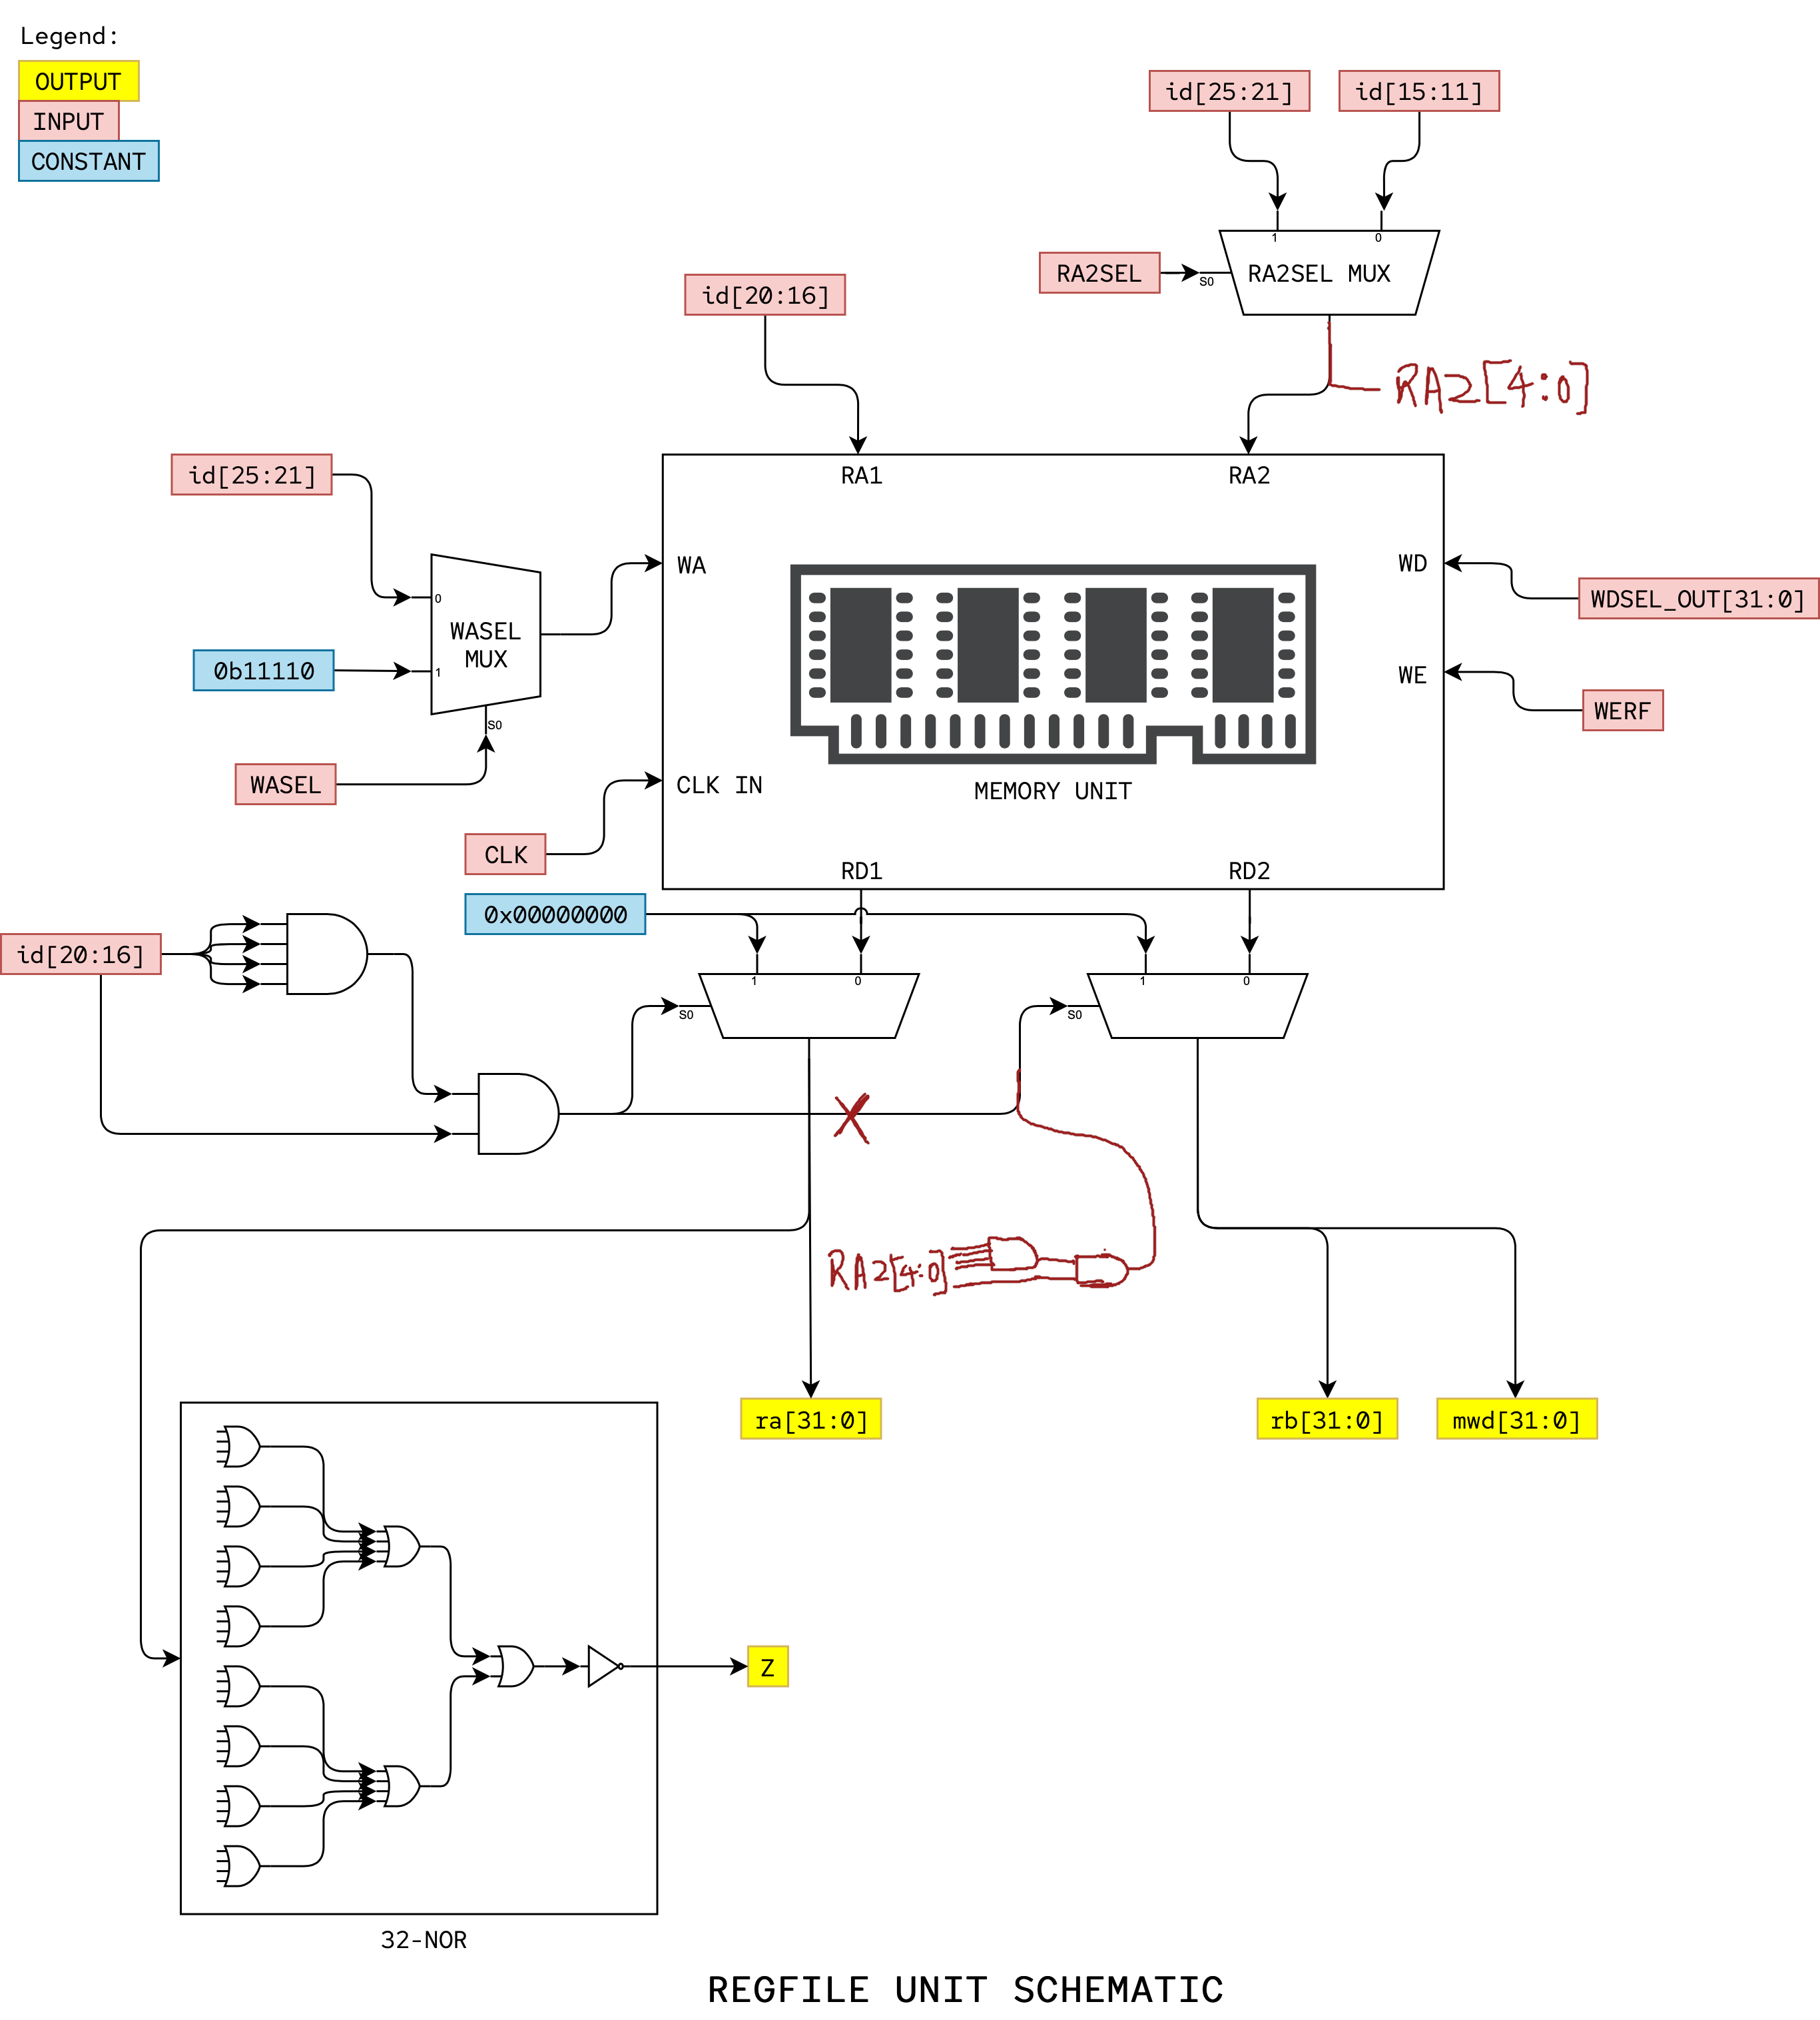 Legend:
OUTPUT
INPUT
CONSTANT
id[25:21]
id[15:11]
1
0
RA2SEL
S0
RA2SEL MUX
id[20:16]
RA2[4:0]
id[25:21]
RA1
RA2
WA
WD
WDSEL_OUT[31:0]
0
WASEL
MUX
0b11110
1
WE
WERF
S0
WASEL
CLK IN
MEMORY UNIT
CLK
RD1
RD2
0x00000000
id[20:16]
1
0
1
0
S0
S0
X
RA2[4:0]
ra[31:0]
rb[31:0]
mwd[31:0]
Z
32-NOR
REGFILE UNIT SCHEMATIC